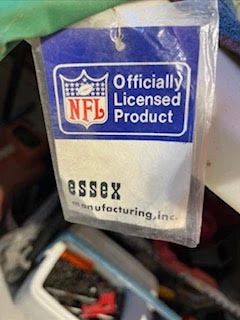 NFL
Officially
Licensed
Product
essex
manufacturing, inc.